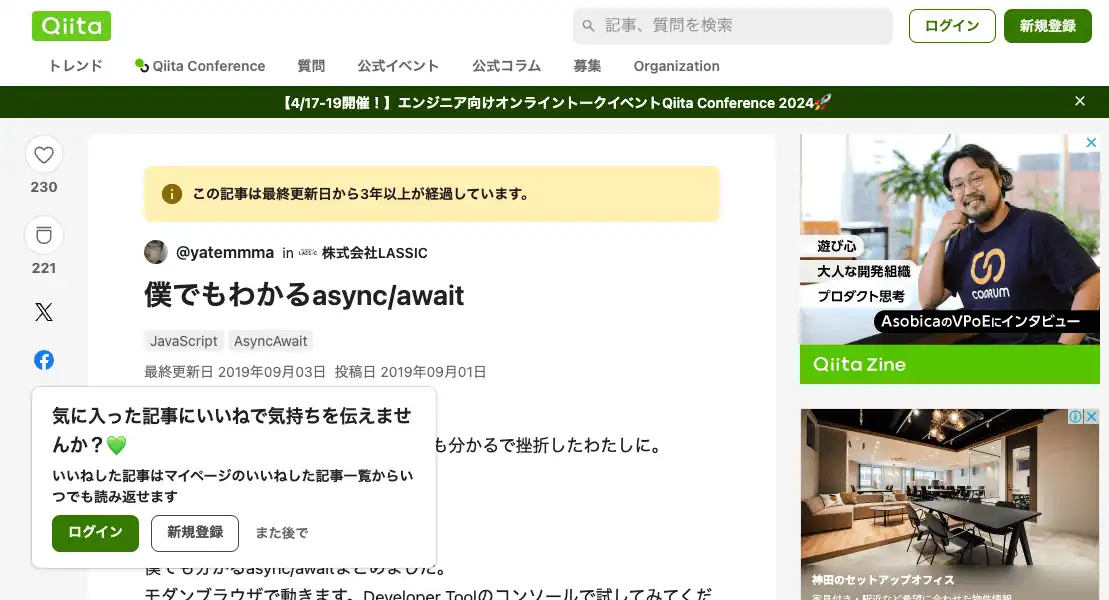 Qiita
記事、質問を検索
ログイン
新規登録
トレンド
Qiita Conference
質問
公式イベント
公式コラム
募集
Organization
【4/17-19開催！】エンジニア向けオンライントークイベントQiita Conference 2024🚀
230
221
この記事は最終更新日から3年以上が経過しています。
@yatemmma in LASSIC 株式会社LASSIC
僕でもわかるasync/await
JavaScript AsyncAwait
最終更新日 2019年09月03日 投稿日 2019年09月01日
も分かるで挫折したわたしに。
気に入った記事にいいねで気持ちを伝えませ
んか？💚
いいねした記事はマイページのいいねした記事一覧からい
つでも読み返せます
ログイン
新規登録
また後で
僕でも分かるasync/awaitまとめました。
モダンブラウザで動きます。Developer Toolのコンソールで試してみてくだ
遊び心
大人な開発組織
プロダクト思考
COORUM
AsobicaのVPoEにインタビュー
Qiita Zine
神田のセットアップオフィス